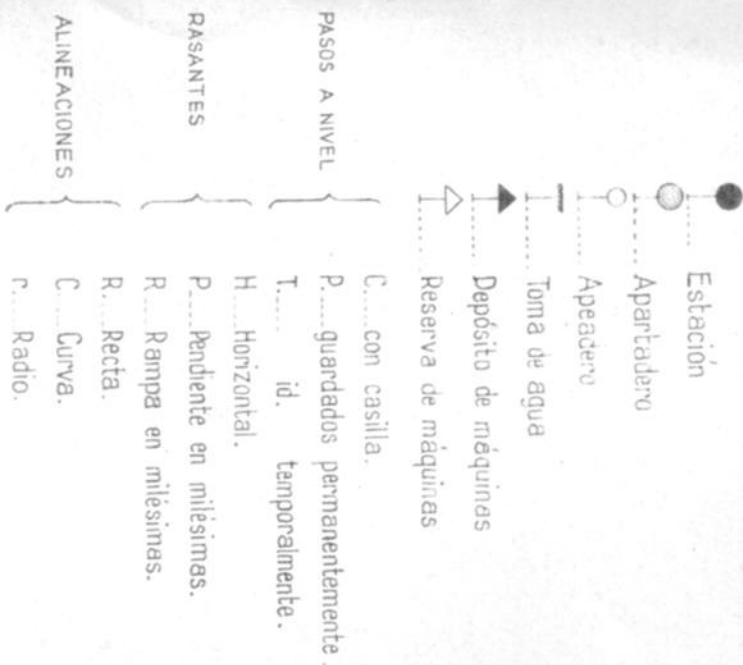 Estación
Apartadero
Apeadero
Toma de agua
Depósito de máquinas
Reserva de máquinas
PASOS A NIVEL
C.....con casilla.
P.....guardados permanentemente.
T..... id. temporalmente.
RASANTES
H.....Horizontal.
P.....Pendiente en milésimas.
R.....Rampa en milésimas.
ALINEACIONES
R.....Recta.
C.....Curva.
r.....Radio.